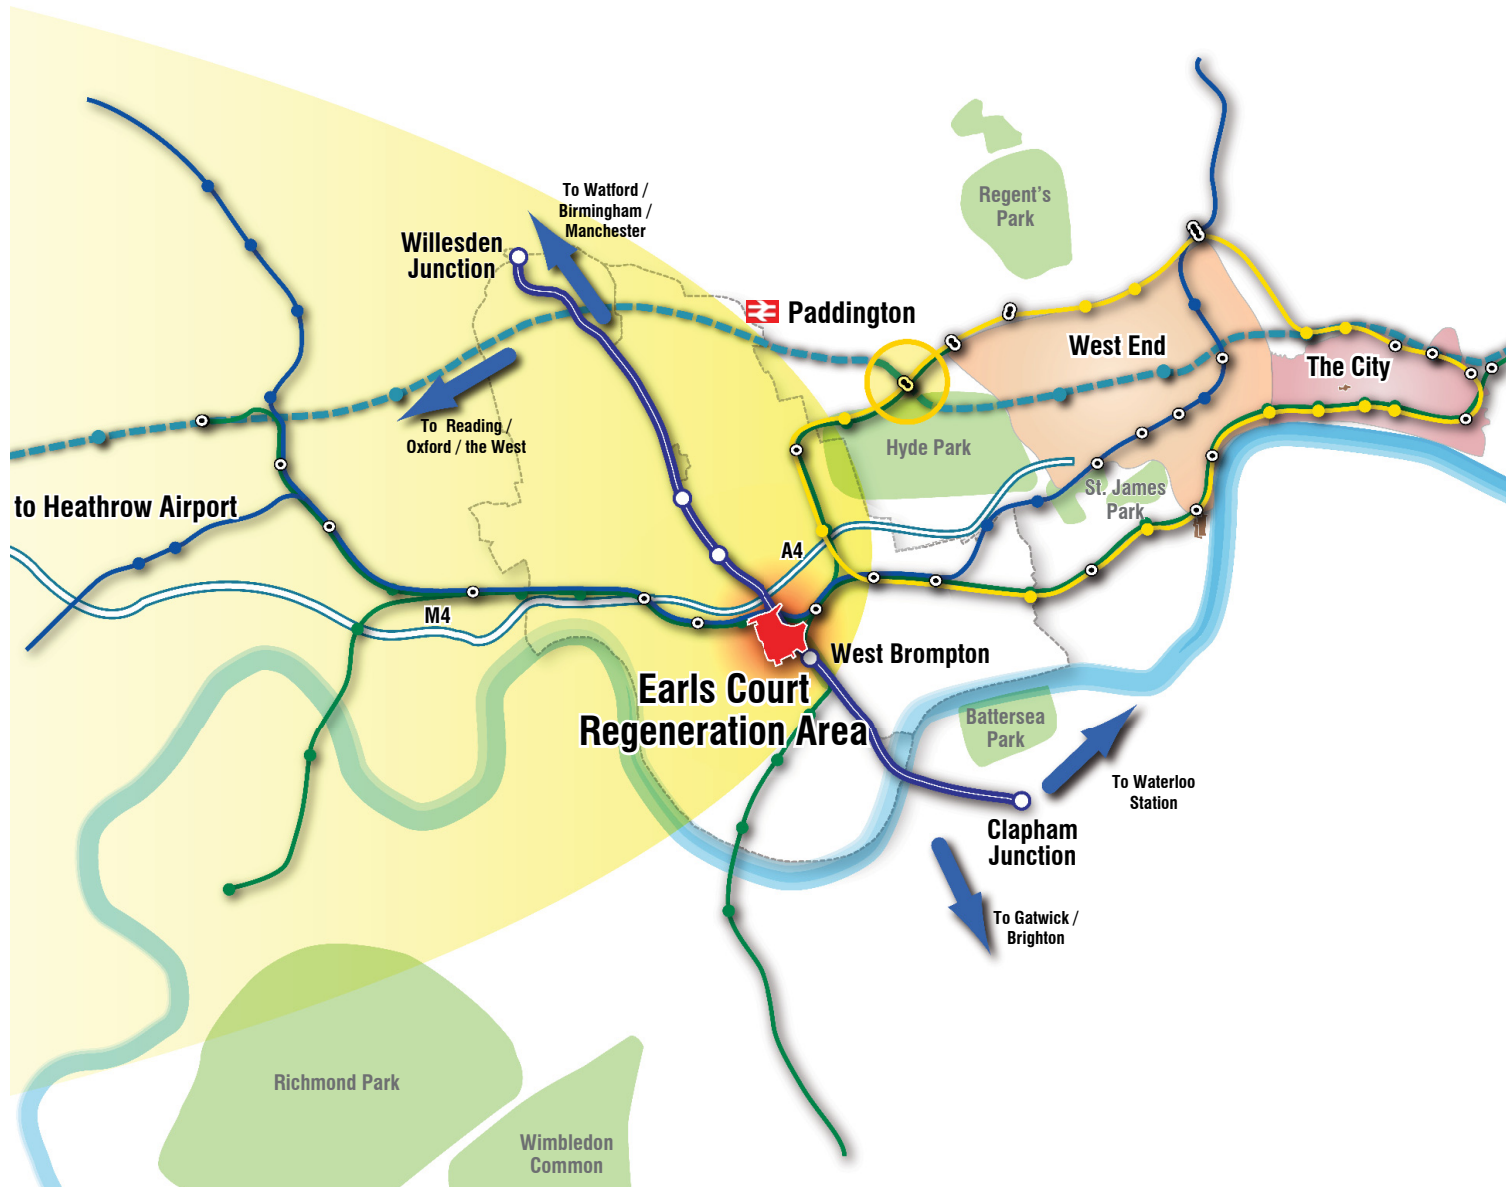 To Watford /
Birmingham /
Manchester
Regent's
Park
Willesden
Junction
Paddington
West End
The City
To Reading /
Oxford / the West
Hyde Park
to Heathrow Airport
St. James
Park
A4
M4
West Brompton
Earls Court
Regeneration Area
Battersea
Park
To Waterloo
Station
Clapham
Junction
To Gatwick /
Brighton
Richmond Park
Wimbledon
Common